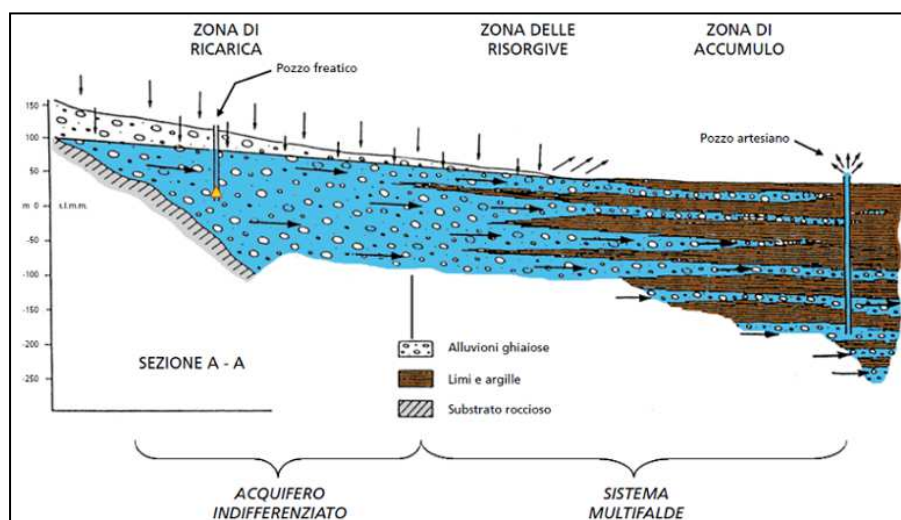 ZONA DI
RICARICA
ZONA DELLE
RISORGIVE
ZONA DI
ACCUMULO
Pozzo freatico
Pozzo artesiano
150
100
50
m 0 s.l.m.m.
-50
-100
-150
-200
-250
SEZIONE A - A
Alluvioni ghiaiose
Limi e argille
Substrato roccioso
ACQUIFERO
INDIFFERENZIATO
SISTEMA
MULTIFALDE